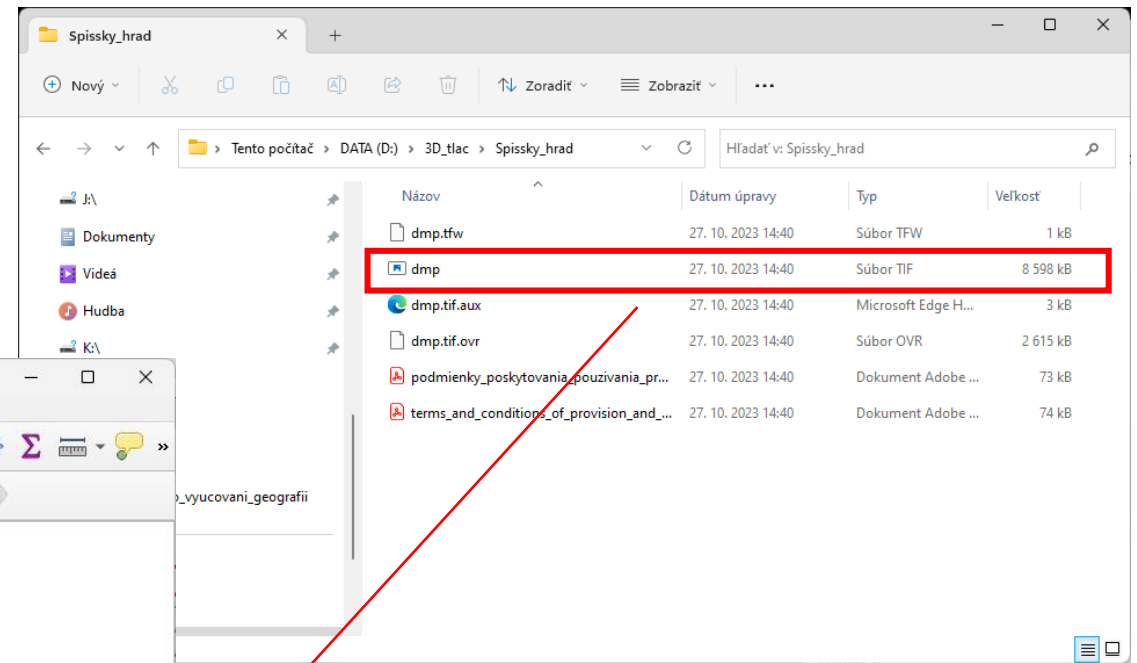 Spissky_hrad
Nový
Zoradiť
Zobraziť
Tento počítač > DATA (D:) > 3D_tlac > Spissky_hrad
Hľadať v: Spissky_hrad
J:\
Dokumenty
Videá
Hudba
K:\
o_vyucovani_geografii
Názov Dátum úpravy Typ Veľkosť
dmp.tfw 27. 10. 2023 14:40 Súbor TFW 1 kB
dmp 27. 10. 2023 14:40 Súbor TIF 8 598 kB
dmp.tif.aux 27. 10. 2023 14:40 Microsoft Edge H... 3 kB
dmp.tif.ovr 27. 10. 2023 14:40 Súbor OVR 2 615 kB
podmienky_poskytovania_pouzivania_pr... 27. 10. 2023 14:40 Dokument Adobe ... 73 kB
terms_and_conditions_of_provision_and_... 27. 10. 2023 14:40 Dokument Adobe ... 74 kB